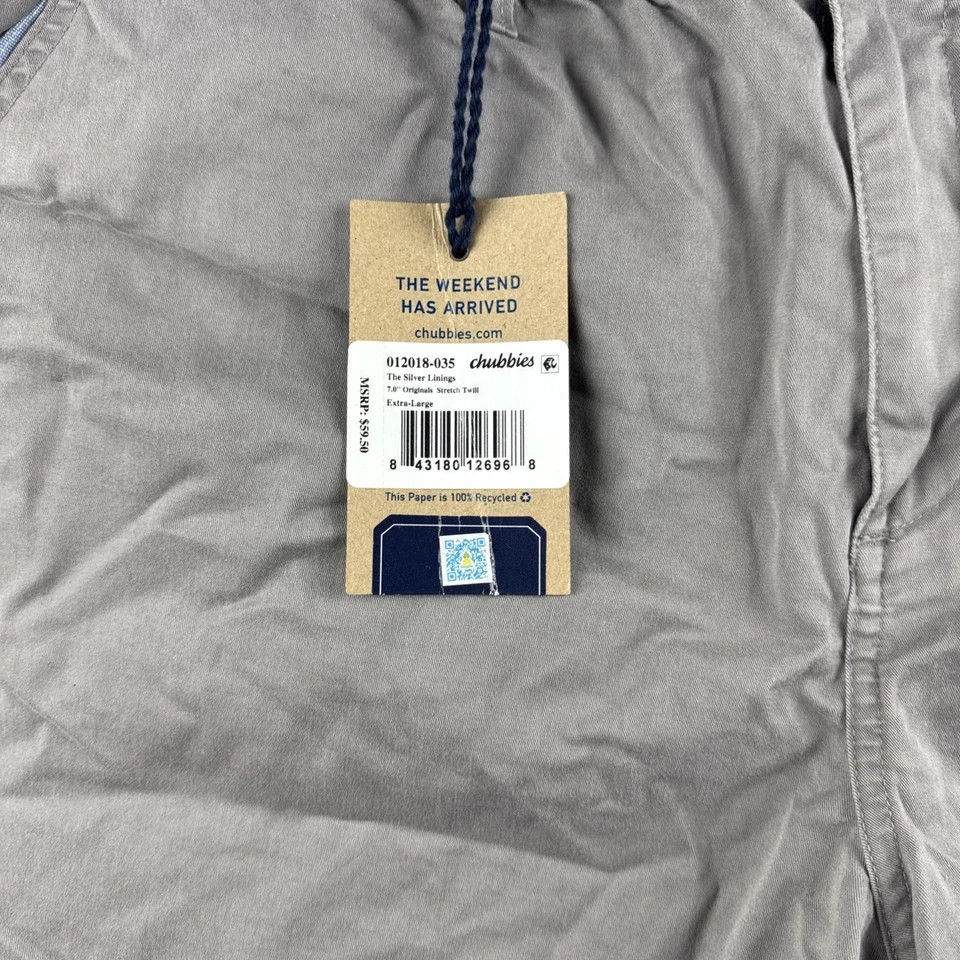 THE WEEKEND
HAS ARRIVED
chubbies.com
012018-035 chubbies
The Silver Linings
7.0" Originals Stretch Twill
Extra-Large
MSRP: $59.50
8 43180 12696 8
This Paper is 100% Recycled